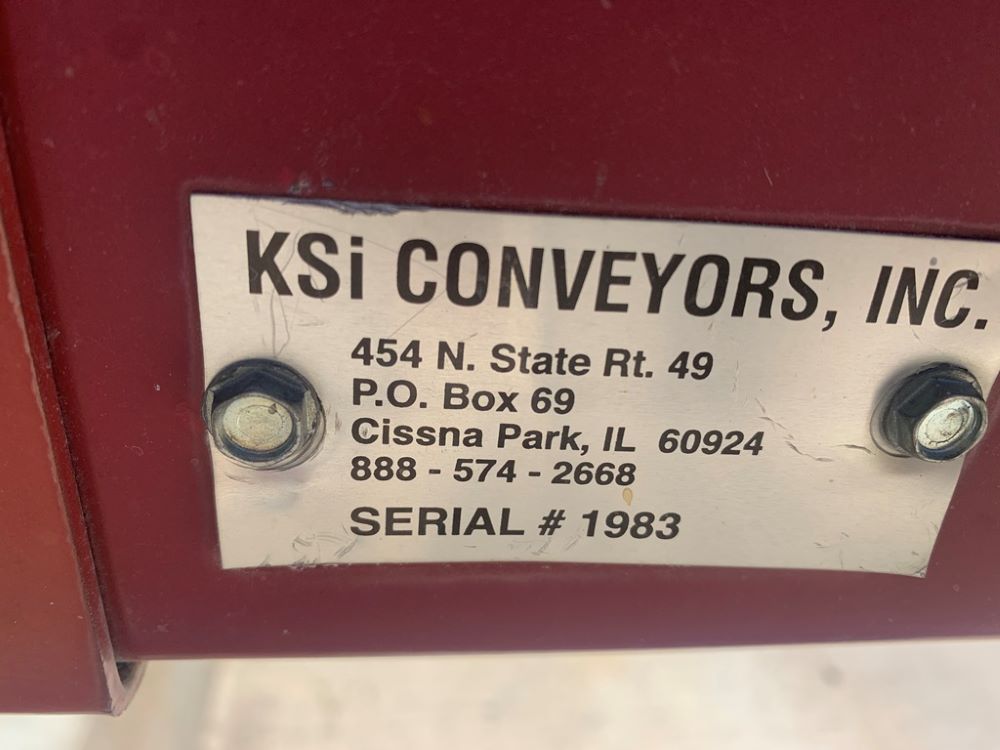 KSi CONVEYORS, INC.
454 N. State Rt. 49
P.O. Box 69
Cissna Park, IL 60924
888 - 574 - 2668
SERIAL # 1983